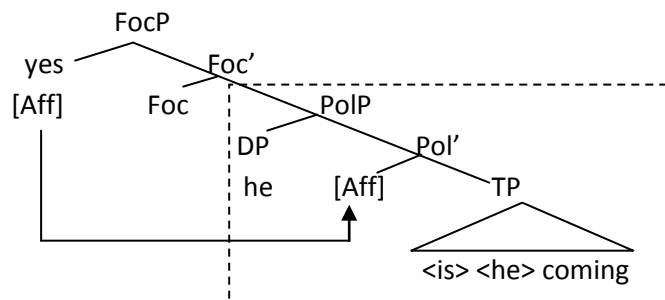 FocP
yes Foc’
[Aff] Foc PolP
DP Pol’
he [Aff] TP
<is> <he> coming